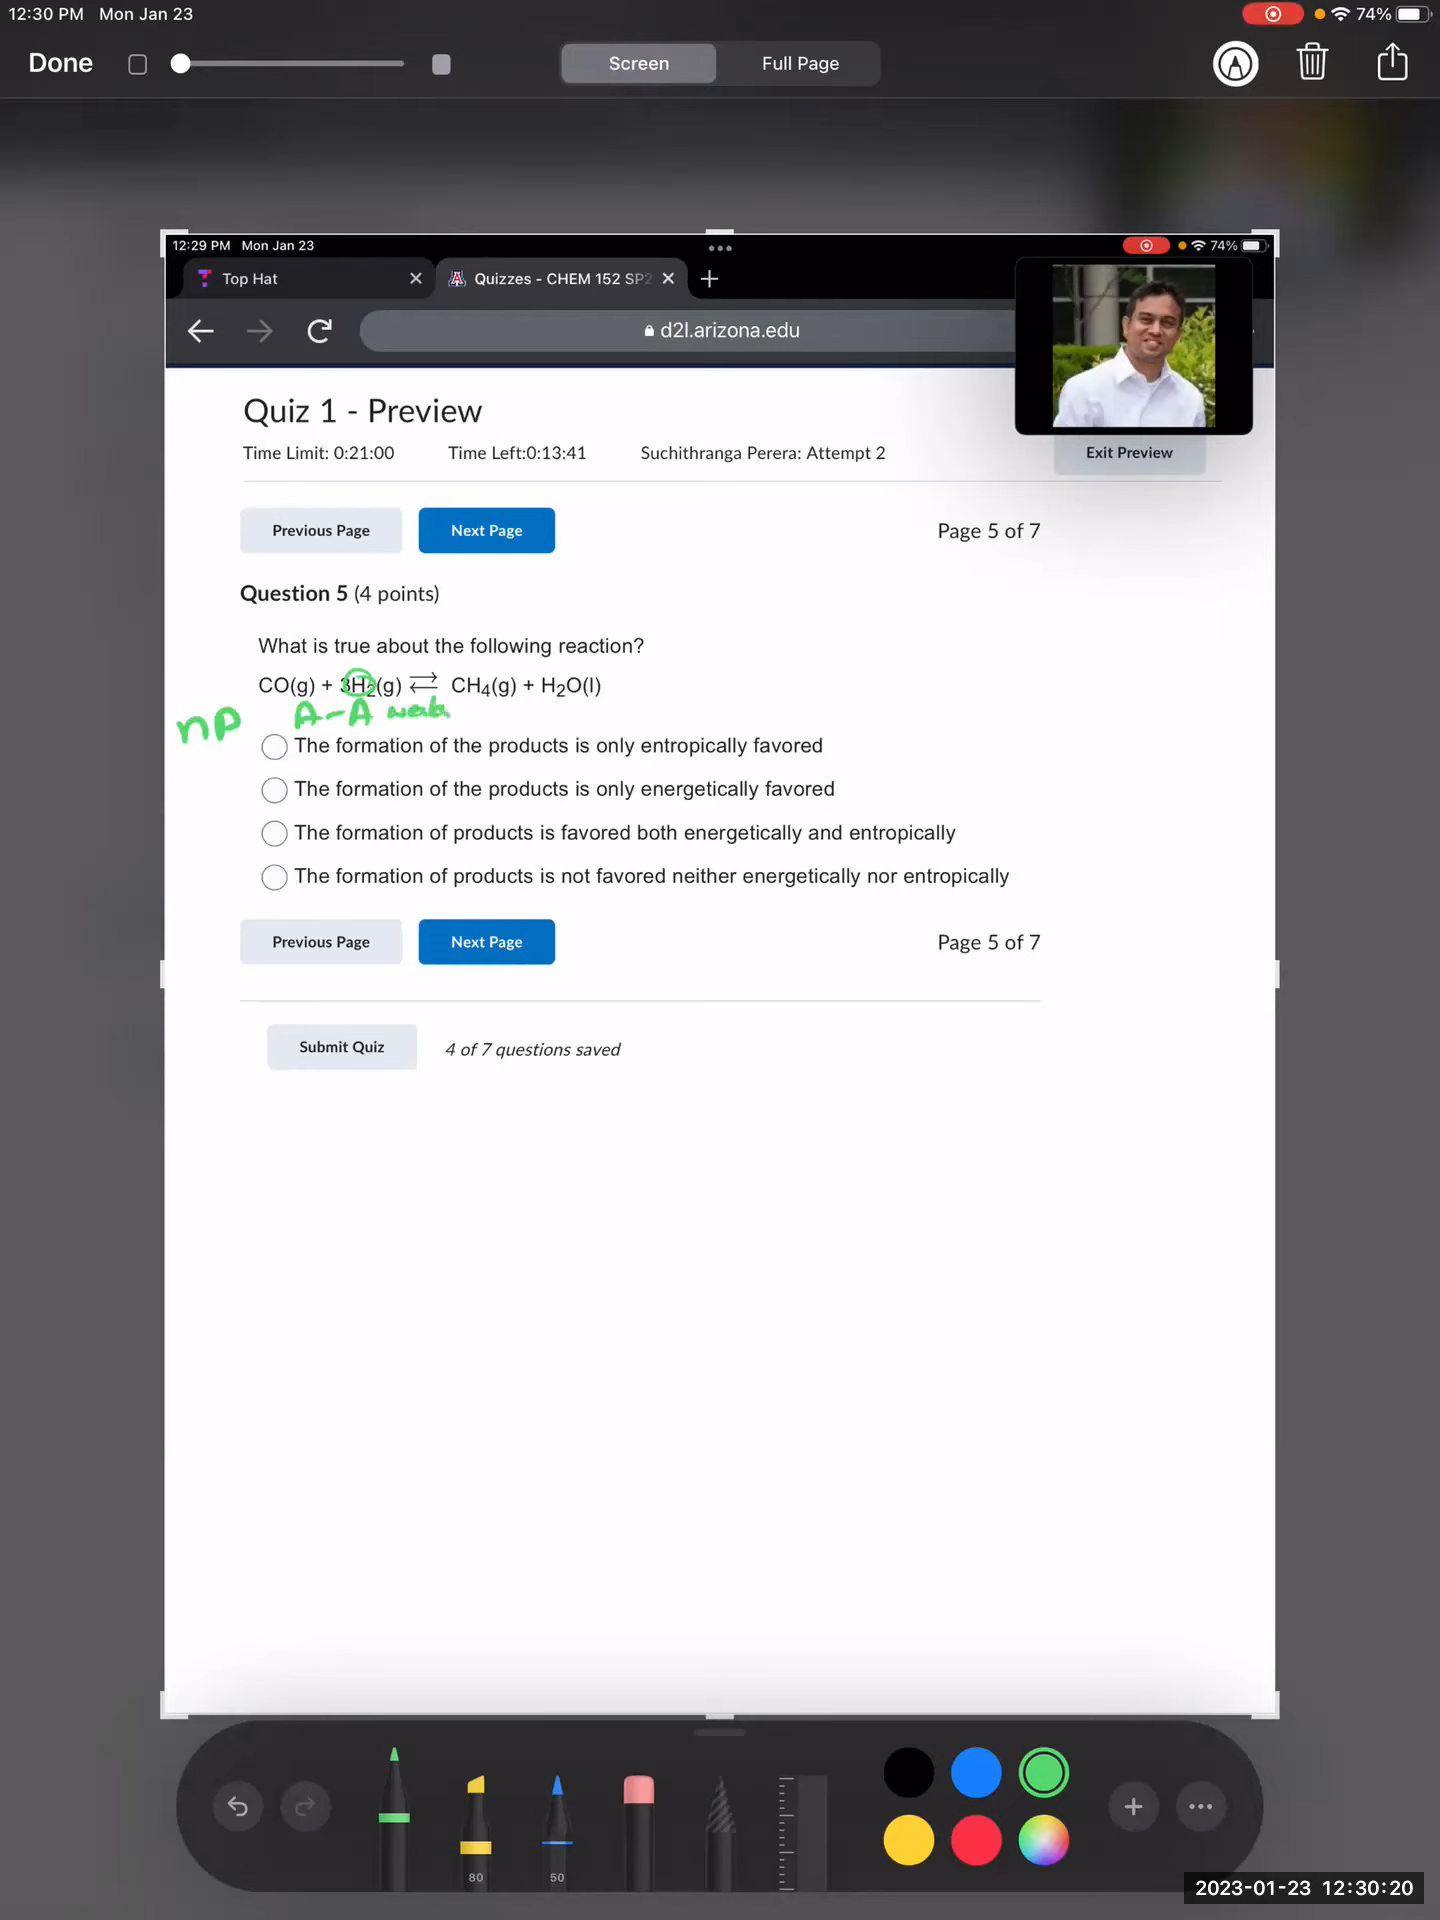 12:30 PM Mon Jan 23
74%
Done
Screen
Full Page
12:29 PM Mon Jan 23
74%
Top Hat
Quizzes - CHEM 152 SP2
d2l.arizona.edu
Quiz 1 - Preview
Time Limit: 0:21:00 Time Left:0:13:41 Suchithranga Perera: Attempt 2
Exit Preview
Previous Page
Next Page
Page 5 of 7
Question 5 (4 points)
What is true about the following reaction?
CO(g) + 3H₂(g) ⇄ CH₄(g) + H₂O(l)
np A-A weak
The formation of the products is only entropically favored
The formation of the products is only energetically favored
The formation of products is favored both energetically and entropically
The formation of products is not favored neither energetically nor entropically
Previous Page
Next Page
Page 5 of 7
Submit Quiz
4 of 7 questions saved
80
50
2023-01-23 12:30:20